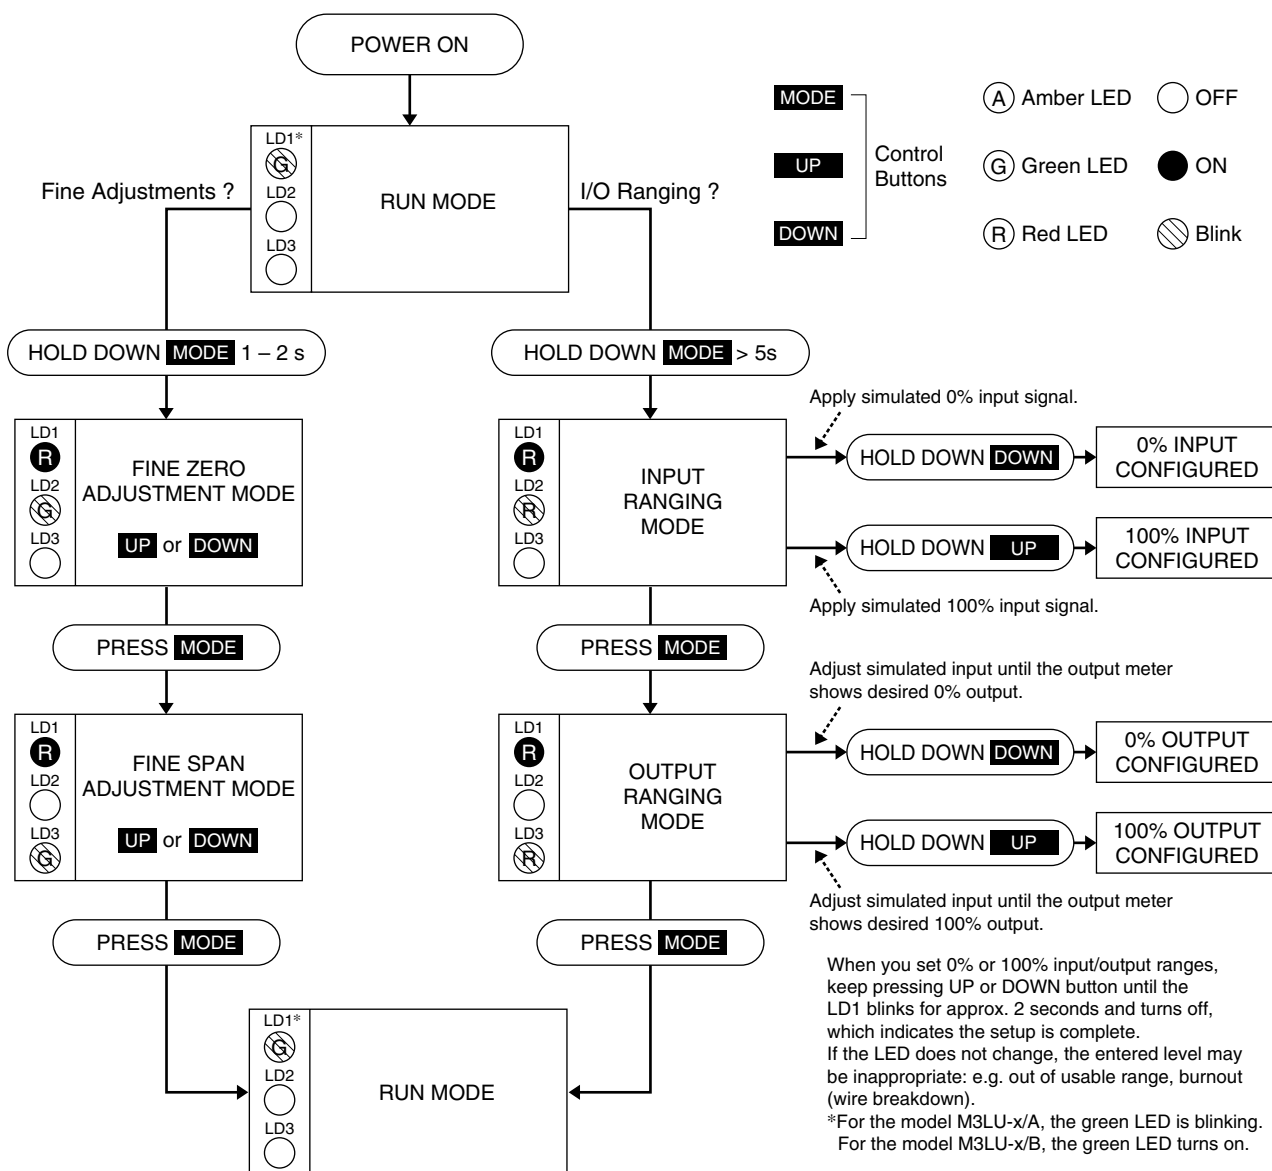 POWER ON
MODE
UP
DOWN
Control
Buttons
A Amber LED
G Green LED
R Red LED
OFF
ON
Blink
LD1*
G
LD2
LD3
RUN MODE
Fine Adjustments ?
I/O Ranging ?
HOLD DOWN MODE 1 – 2 s
HOLD DOWN MODE > 5s
LD1
R
LD2
G
LD3
FINE ZERO
ADJUSTMENT MODE
UP or DOWN
PRESS MODE
LD1
R
LD2
LD3
G
FINE SPAN
ADJUSTMENT MODE
UP or DOWN
PRESS MODE
LD1
R
LD2
R
LD3
INPUT
RANGING
MODE
Apply simulated 0% input signal.
HOLD DOWN DOWN
0% INPUT
CONFIGURED
HOLD DOWN UP
100% INPUT
CONFIGURED
Apply simulated 100% input signal.
PRESS MODE
LD1
R
LD2
LD3
R
OUTPUT
RANGING
MODE
Adjust simulated input until the output meter
shows desired 0% output.
HOLD DOWN DOWN
0% OUTPUT
CONFIGURED
HOLD DOWN UP
100% OUTPUT
CONFIGURED
Adjust simulated input until the output meter
shows desired 100% output.
PRESS MODE
LD1*
G
LD2
LD3
RUN MODE
When you set 0% or 100% input/output ranges,
keep pressing UP or DOWN button until the
LD1 blinks for approx. 2 seconds and turns off,
which indicates the setup is complete.
If the LED does not change, the entered level may
be inappropriate: e.g. out of usable range, burnout
(wire breakdown).
*For the model M3LU-x/A, the green LED is blinking.
For the model M3LU-x/B, the green LED turns on.